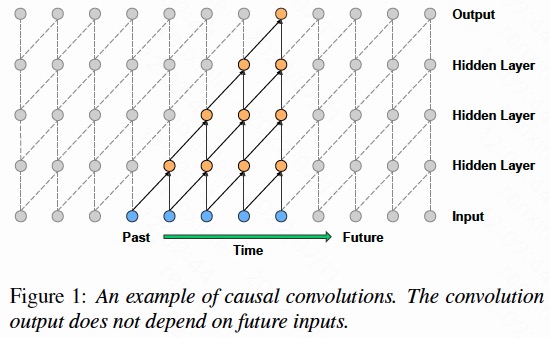 Output
Hidden Layer
Hidden Layer
Hidden Layer
Input
Past
Future
Time
Figure 1: An example of causal convolutions. The convolution
output does not depend on future inputs.